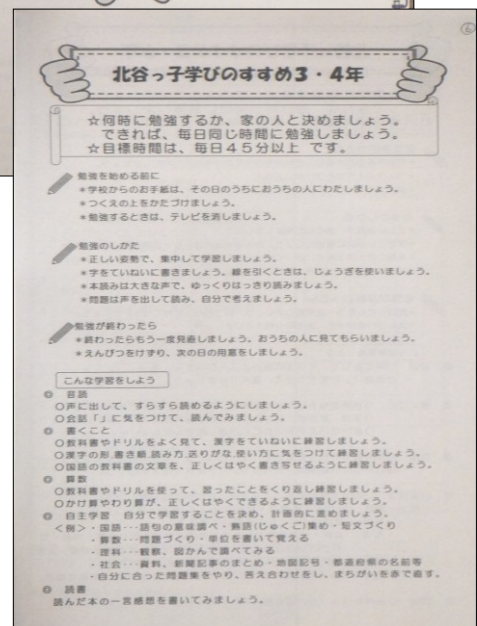 ⑥
北谷っ子学びのすすめ3・4年
☆何時に勉強するか、家の人と決めましょう。
できれば、毎日同じ時間に勉強しましょう。
☆目標時間は、毎日45分以上 です。
勉強を始める前に
＊学校からのお手紙は、その日のうちにおうちの人にわたしましょう。
＊つくえの上をかたづけましょう。
＊勉強するときは、テレビを消しましょう。
勉強のしかた
＊正しい姿勢で、集中して学習しましょう。
＊字をていねいに書きましょう。線を引くときは、じょうぎを使いましょう。
＊本読みは大きな声で、ゆっくりはっきり読みましょう。
＊問題は声を出して読み、自分で考えましょう。
勉強が終わったら
＊終わったらもう一度見直しましょう。おうちの人に見てもらいましょう。
＊えんぴつをけずり、次の日の用意をしましょう。
こんな学習をしよう
◎ 音読
○声に出して、すらすら読めるようにしましょう。
○会話「」に気をつけて、読んでみましょう。
◎ 書くこと
○教科書やドリルをよく見て、漢字をていねいに練習しましょう。
○漢字の形､書き順､読み方､送りがな､使い方に気をつけて練習しましょう。
○国語の教科書の文章を、正しくはやく書き写せるように練習しましょう。
◎ 算数
○教科書やドリルを使って、習ったことをくり返し練習しましょう。
○かけ算やわり算が、正しくはやくできるように練習しましょう。
◎ 自主学習 自分で学習することを決め、計画的に進めましょう。
＜例＞・国語…語句の意味調べ・熟語(じゅくご)集め・短文づくり
・算数…問題づくり・単位を書いて覚える
・理科…観察、図かんで調べてみる
・社会…資料、新聞記事のまとめ・地図記号・都道府県の名前等
・自分に合った問題集をやり、答え合わせをし、まちがいを赤で直す。
◎ 読書
読んだ本の一言感想を書いてみましょう。